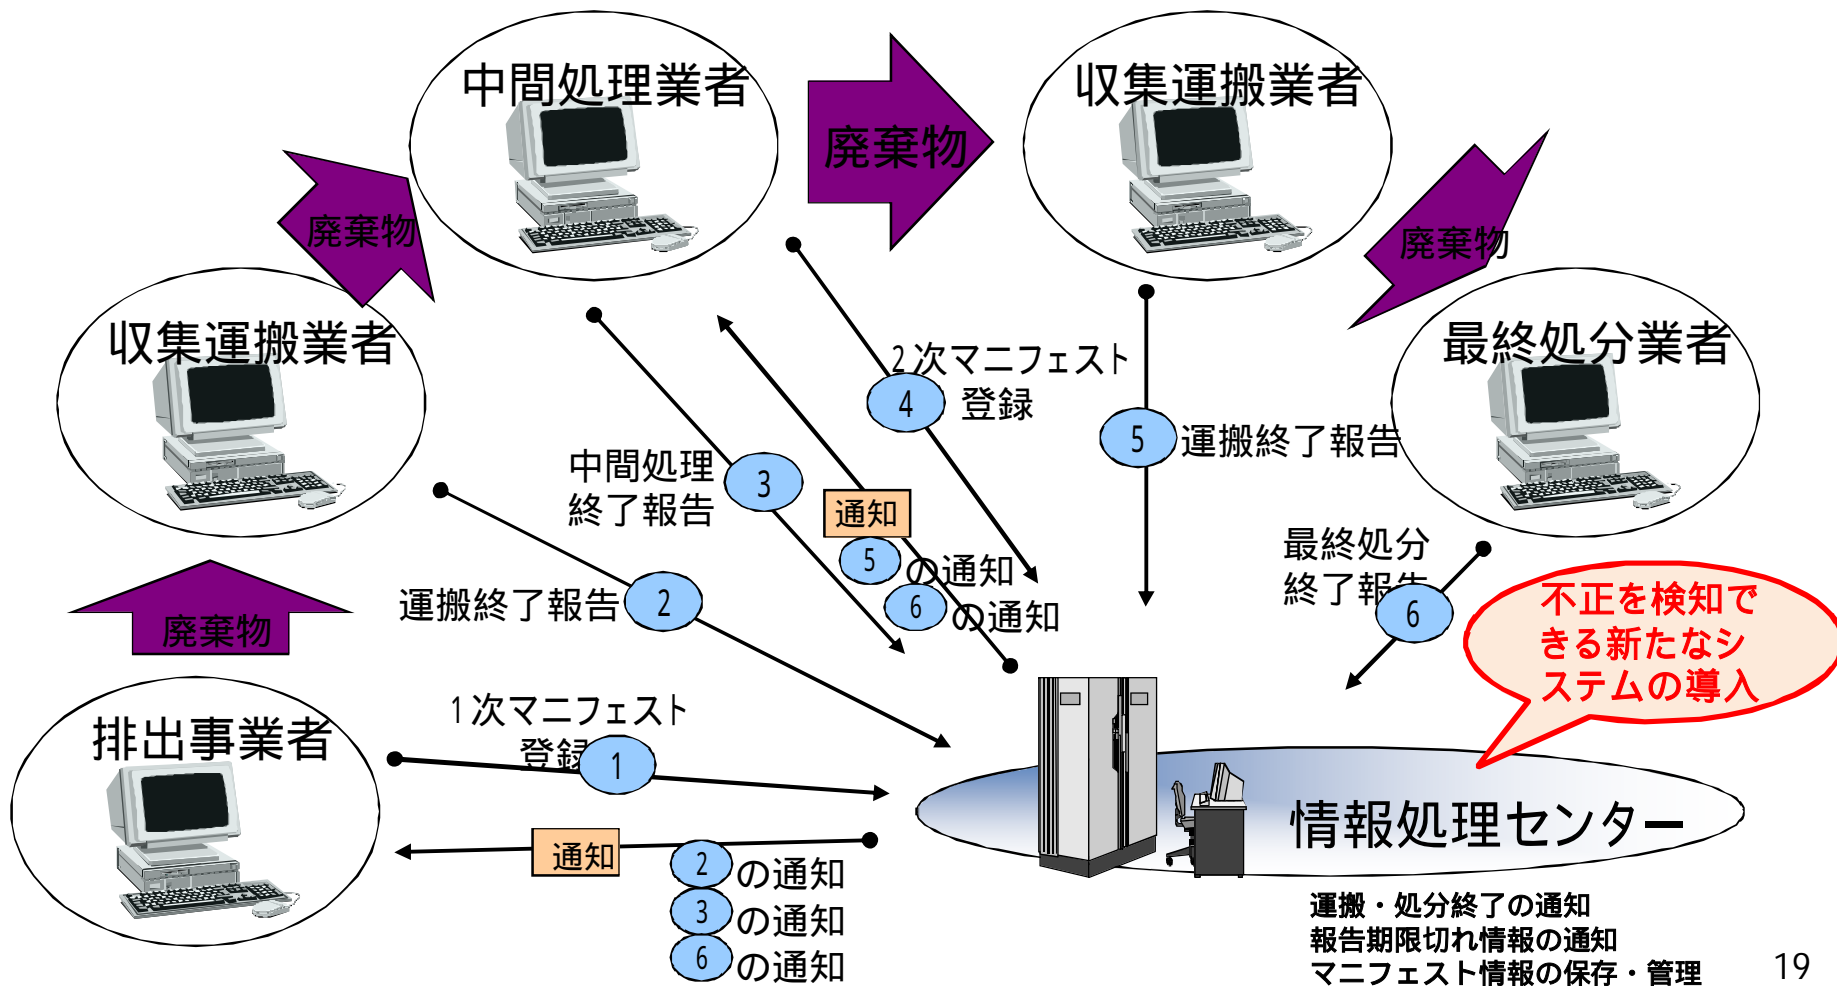 中間処理業者
廃棄物
収集運搬業者
廃棄物
廃棄物
収集運搬業者
最終処分業者
2次マニフェスト
4
登録
5
運搬終了報告
中間処理
3
終了報告
通知
5
の通知
6
の通知
最終処分
終了報告
6
不正を検知で
きる新たなシ
ステムの導入
運搬終了報告
2
廃棄物
1次マニフェスト
登録
1
排出事業者
情報処理センター
通知
2
の通知
3
の通知
6
の通知
運搬・処分終了の通知
報告期限切れ情報の通知
マニフェスト情報の保存・管理
19